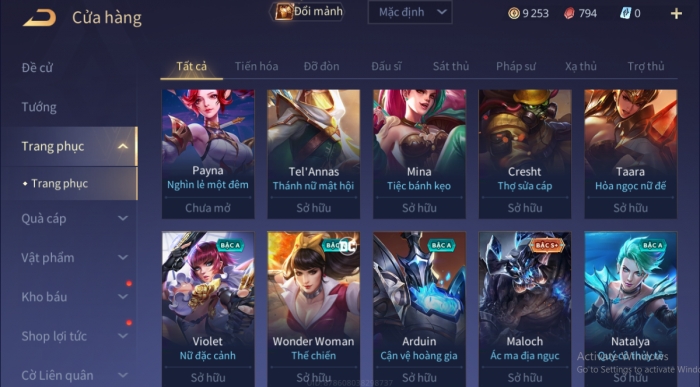 Cửa hàng
Đổi mảnh
Mặc định
9 253
794
0
+
Đề cử
Tướng
Trang phục
Trang phục
Quà cáp
Vật phẩm
Kho báu
Shop lợi tức
Cờ Liên quân
Tất cả
Tiến hóa
Đỡ đòn
Đấu sĩ
Sát thủ
Pháp sư
Xạ thủ
Trợ thủ
Payna
Nghìn lẻ một đêm
Chưa mở
Tel'Annas
Thánh nữ mật hội
Sở hữu
Mina
Tiệc bánh kẹo
Sở hữu
Cresht
Thợ sửa cáp
Sở hữu
Taara
Hỏa ngọc nữ đế
Sở hữu
BẬC A
Violet
Nữ đặc cảnh
Sở hữu
BẬC
Wonder Woman
Thế chiến
Sở hữu
BẬC A
Arduin
Cận vệ hoàng gia
Sở hữu
BẬC S+
Maloch
Ác ma địa ngục
Sở hữu
BẬC A
Natalya
Quý cô thủy tề
Sở hữu
Activate Windows
Go to Settings to activate Wind